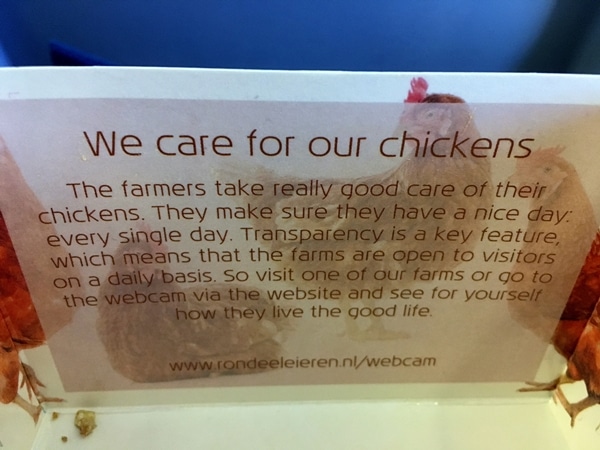 We care for our chickens
The farmers take really good care of their
chickens. They make sure they have a nice day:
every single day. Transparency is a key feature,
which means that the farms are open to visitors
on a daily basis. So visit one of our farms or go to
the webcam via the website and see for yourself
how they live the good life.
www.rondeeleieren.nl/webcam